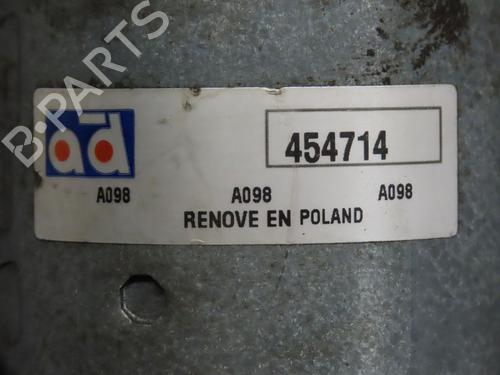 B-PARTS
ad
454714
A098 A098 A098
RENOVE EN POLAND